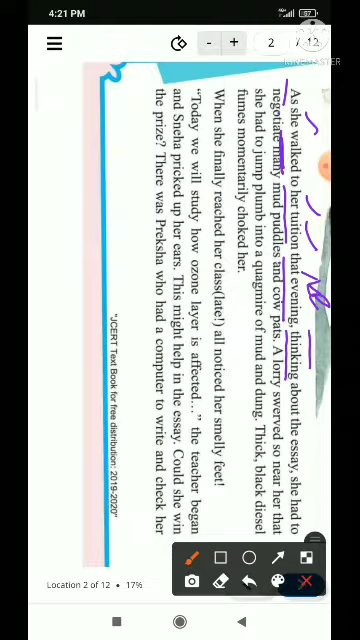 4:21 PM
67
2
/ 12
KINEMASTER
As she walked to her tuition that evening, thinking about the essay, she had to
negotiate many mud puddles and cow pats. A lorry swerved so near her that
she had to jump plumb into a quagmire of mud and dung. Thick, black diesel
fumes momentarily choked her.
When she finally reached her class(late!) all noticed her smelly feet!
"Today we will study how ozone layer is affected..." the teacher began
and Sneha pricked up her ears. This might help in the essay. Could she win
the prize? There was Preksha who had a computer to write and check her
"JCERT Text Book for free distribution: 2019-2020"
Location 2 of 12 • 17%